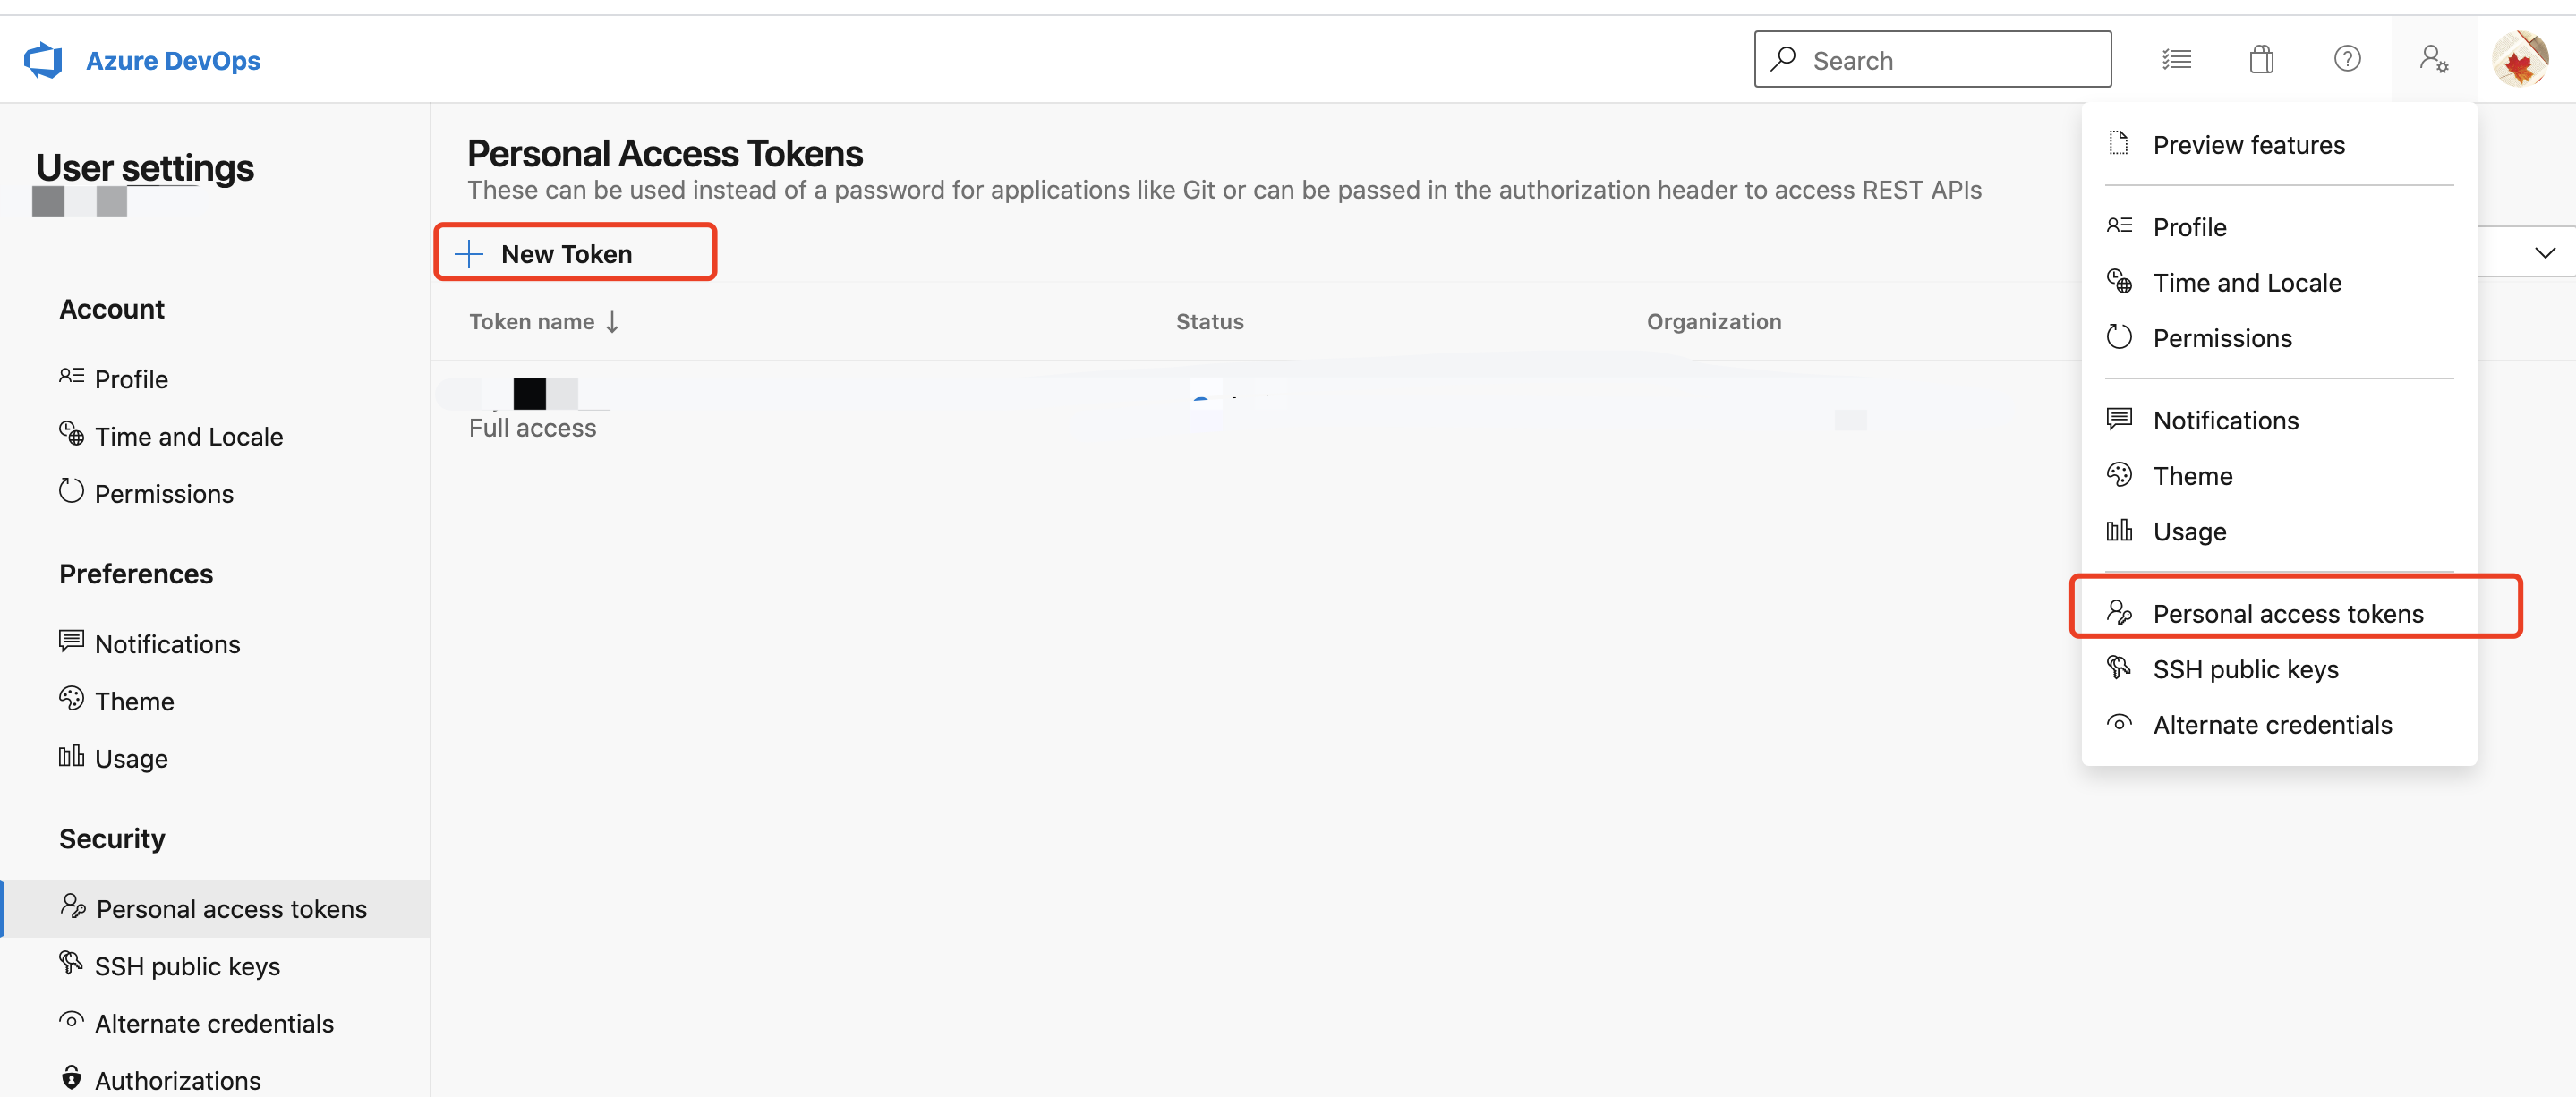 Azure DevOps
Search
User settings
Account
Profile
Time and Locale
Permissions
Preferences
Notifications
Theme
Usage
Security
Personal access tokens
SSH public keys
Alternate credentials
Authorizations
Personal Access Tokens
These can be used instead of a password for applications like Git or can be passed in the authorization header to access REST APIs
New Token
Token name ↓ Status Organization
Full access
Preview features
Profile
Time and Locale
Permissions
Notifications
Theme
Usage
Personal access tokens
SSH public keys
Alternate credentials